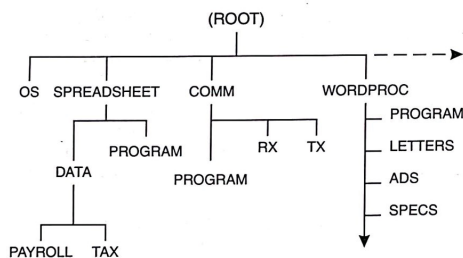 (ROOT)
OS SPREADSHEET COMM WORDPROC
PROGRAM
PROGRAM RX TX LETTERS
DATA PROGRAM ADS
SPECS
PAYROLL TAX